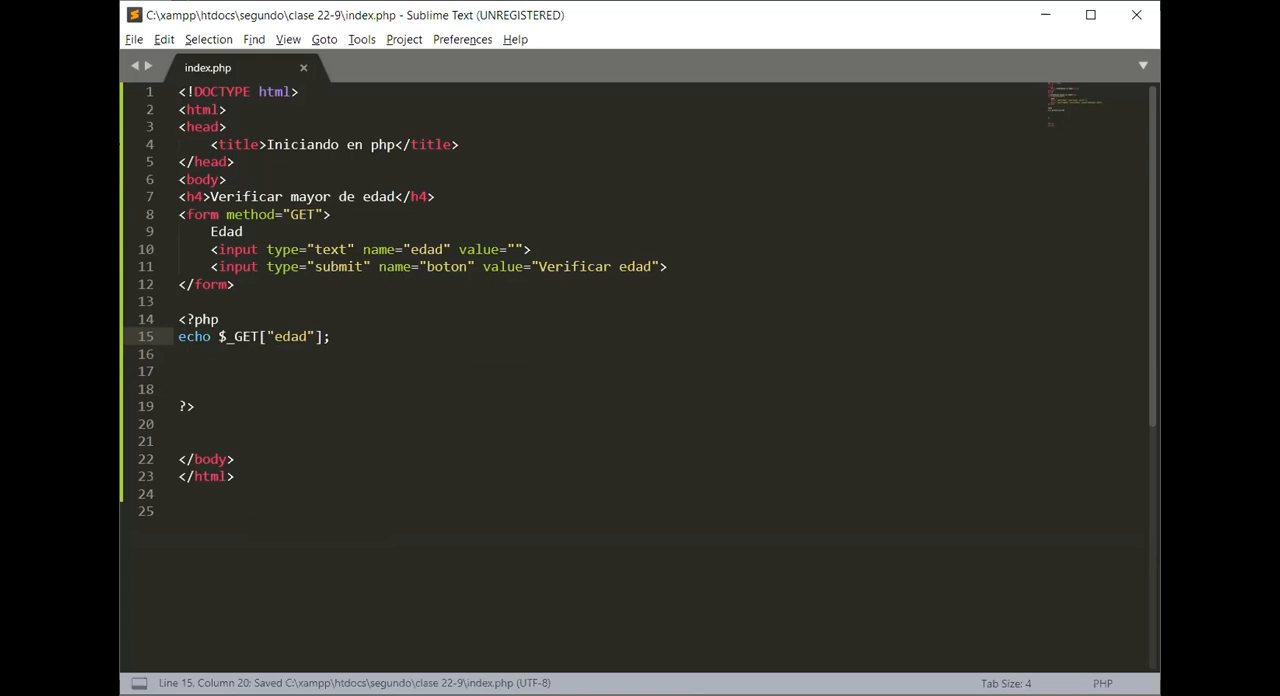 C:\xampp\htdocs\segundo\clase 22-9\index.php - Sublime Text (UNREGISTERED)
File Edit Selection Find View Goto Tools Project Preferences Help
index.php
1 <!DOCTYPE html>
2 <html>
3 <head>
4 <title>Iniciando en php</title>
5 </head>
6 <body>
7 <h4>Verificar mayor de edad</h4>
8 <form method="GET">
9 Edad
10 <input type="text" name="edad" value="">
11 <input type="submit" name="boton" value="Verificar edad">
12 </form>
13
14 <?php
15 echo $_GET["edad"];
16
17
18
19 ?>
20
21
22 </body>
23 </html>
24
25
Line 15, Column 20: Saved C:\xampp\htdocs\segundo\clase 22-9\index.php (UTF-8) Tab Size: 4 PHP